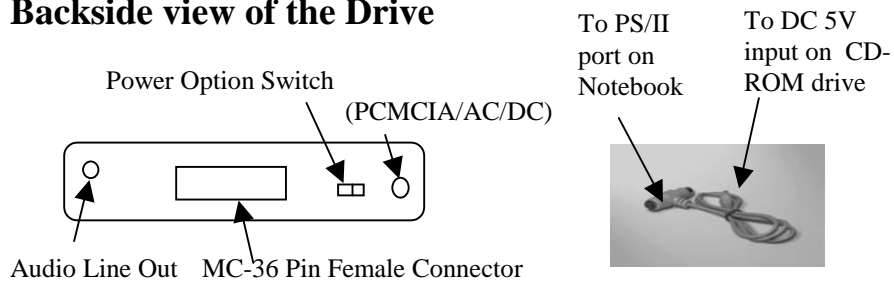 Backside view of the Drive
To PS/II
port on
Notebook
To DC 5V
input on CD-
ROM drive
Power Option Switch
(PCMCIA/AC/DC)
Audio Line Out
MC-36 Pin Female Connector